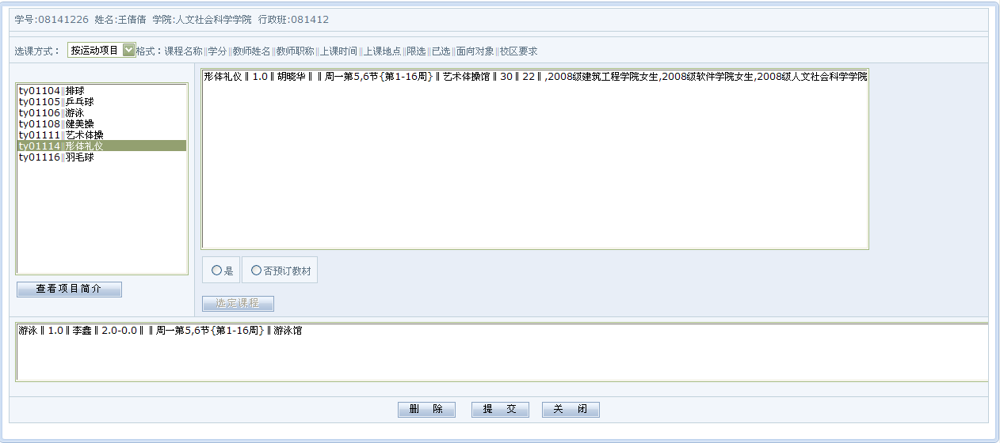 学号:08141226 姓名:王倩倩 学院:人文社会科学学院 行政班:081412
选课方式： 按运动项目 格式：课程名称‖学分‖教师姓名‖教师职称‖上课时间‖上课地点‖限选‖已选‖面向对象‖校区要求
形体礼仪‖1.0‖胡晓华‖‖周一第5,6节{第1-16周}‖艺术体操馆‖30‖22‖,2008级建筑工程学院女生,2008级软件学院女生,2008级人文社会科学学院
ty01104‖排球
ty01105‖乒乓球
ty01106‖游泳
ty01108‖健美操
ty01111‖艺术体操
ty01114‖形体礼仪
ty01116‖羽毛球
是 否预订教材
查看项目简介
选定课程
游泳‖1.0‖李鑫‖2.0-0.0‖‖周一第5,6节{第1-16周}‖游泳馆
删 除 提 交 关 闭